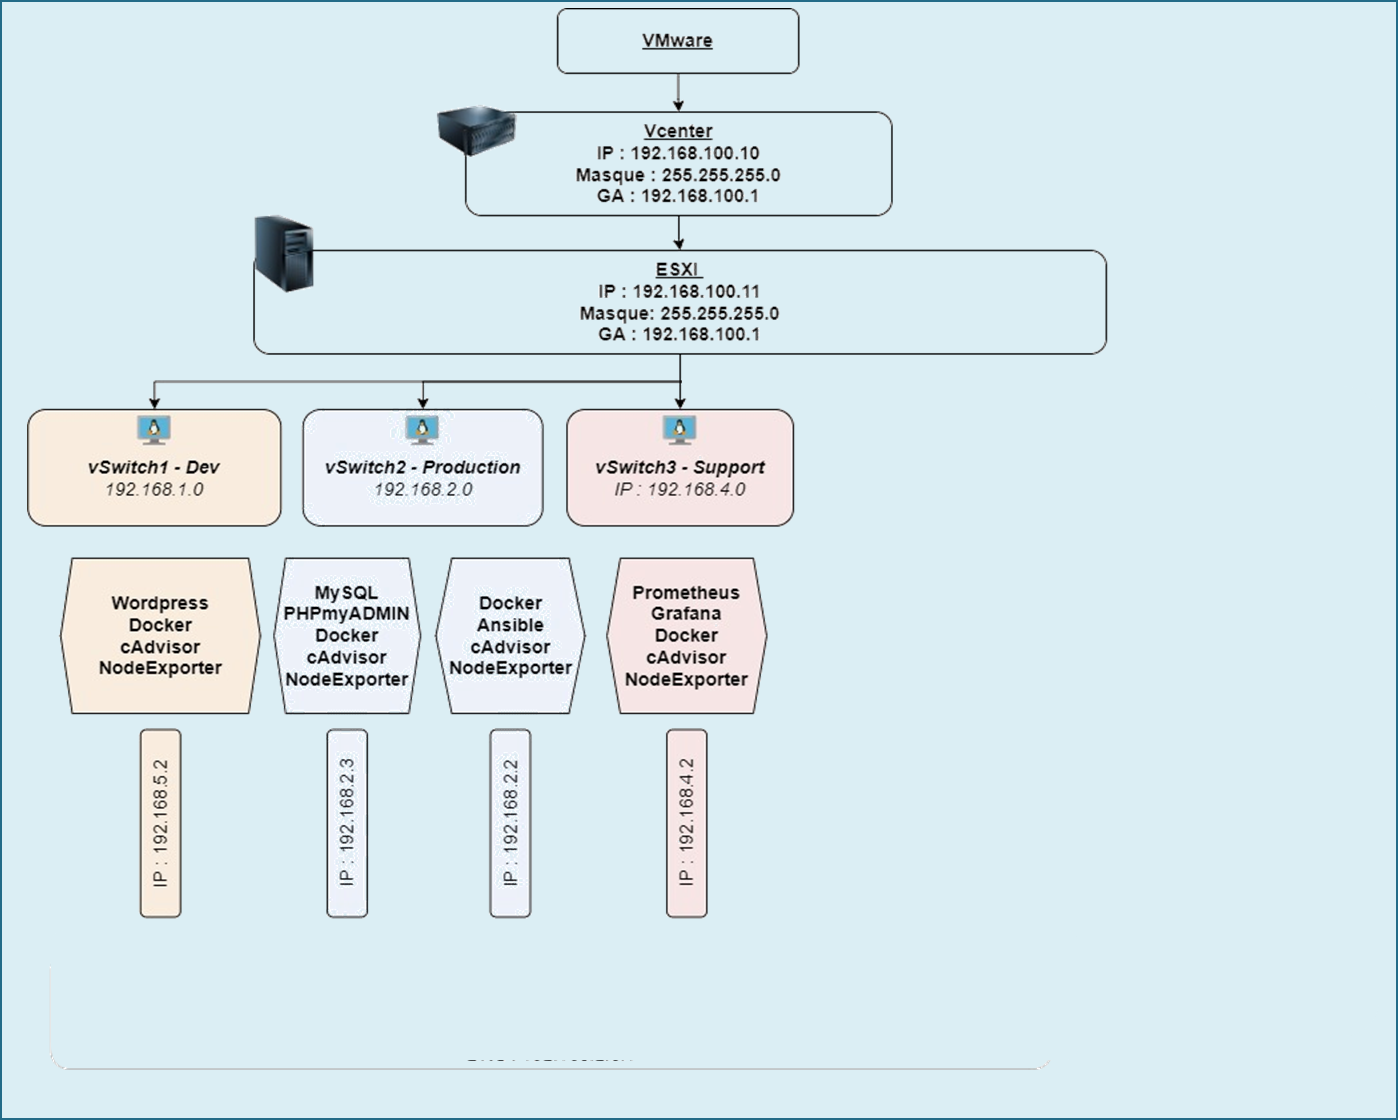 VMware
Vcenter
IP : 192.168.100.10
Masque : 255.255.255.0
GA : 192.168.100.1
ESXI
IP : 192.168.100.11
Masque: 255.255.255.0
GA : 192.168.100.1
vSwitch1 - Dev
192.168.1.0
vSwitch2 - Production
192.168.2.0
vSwitch3 - Support
IP : 192.168.4.0
Wordpress
Docker
cAdvisor
NodeExporter
MySQL
PHPmyADMIN
Docker
cAdvisor
NodeExporter
Docker
Ansible
cAdvisor
NodeExporter
Prometheus
Grafana
Docker
cAdvisor
NodeExporter
IP : 192.168.5.2
IP : 192.168.2.3
IP : 192.168.2.2
IP : 192.168.4.2